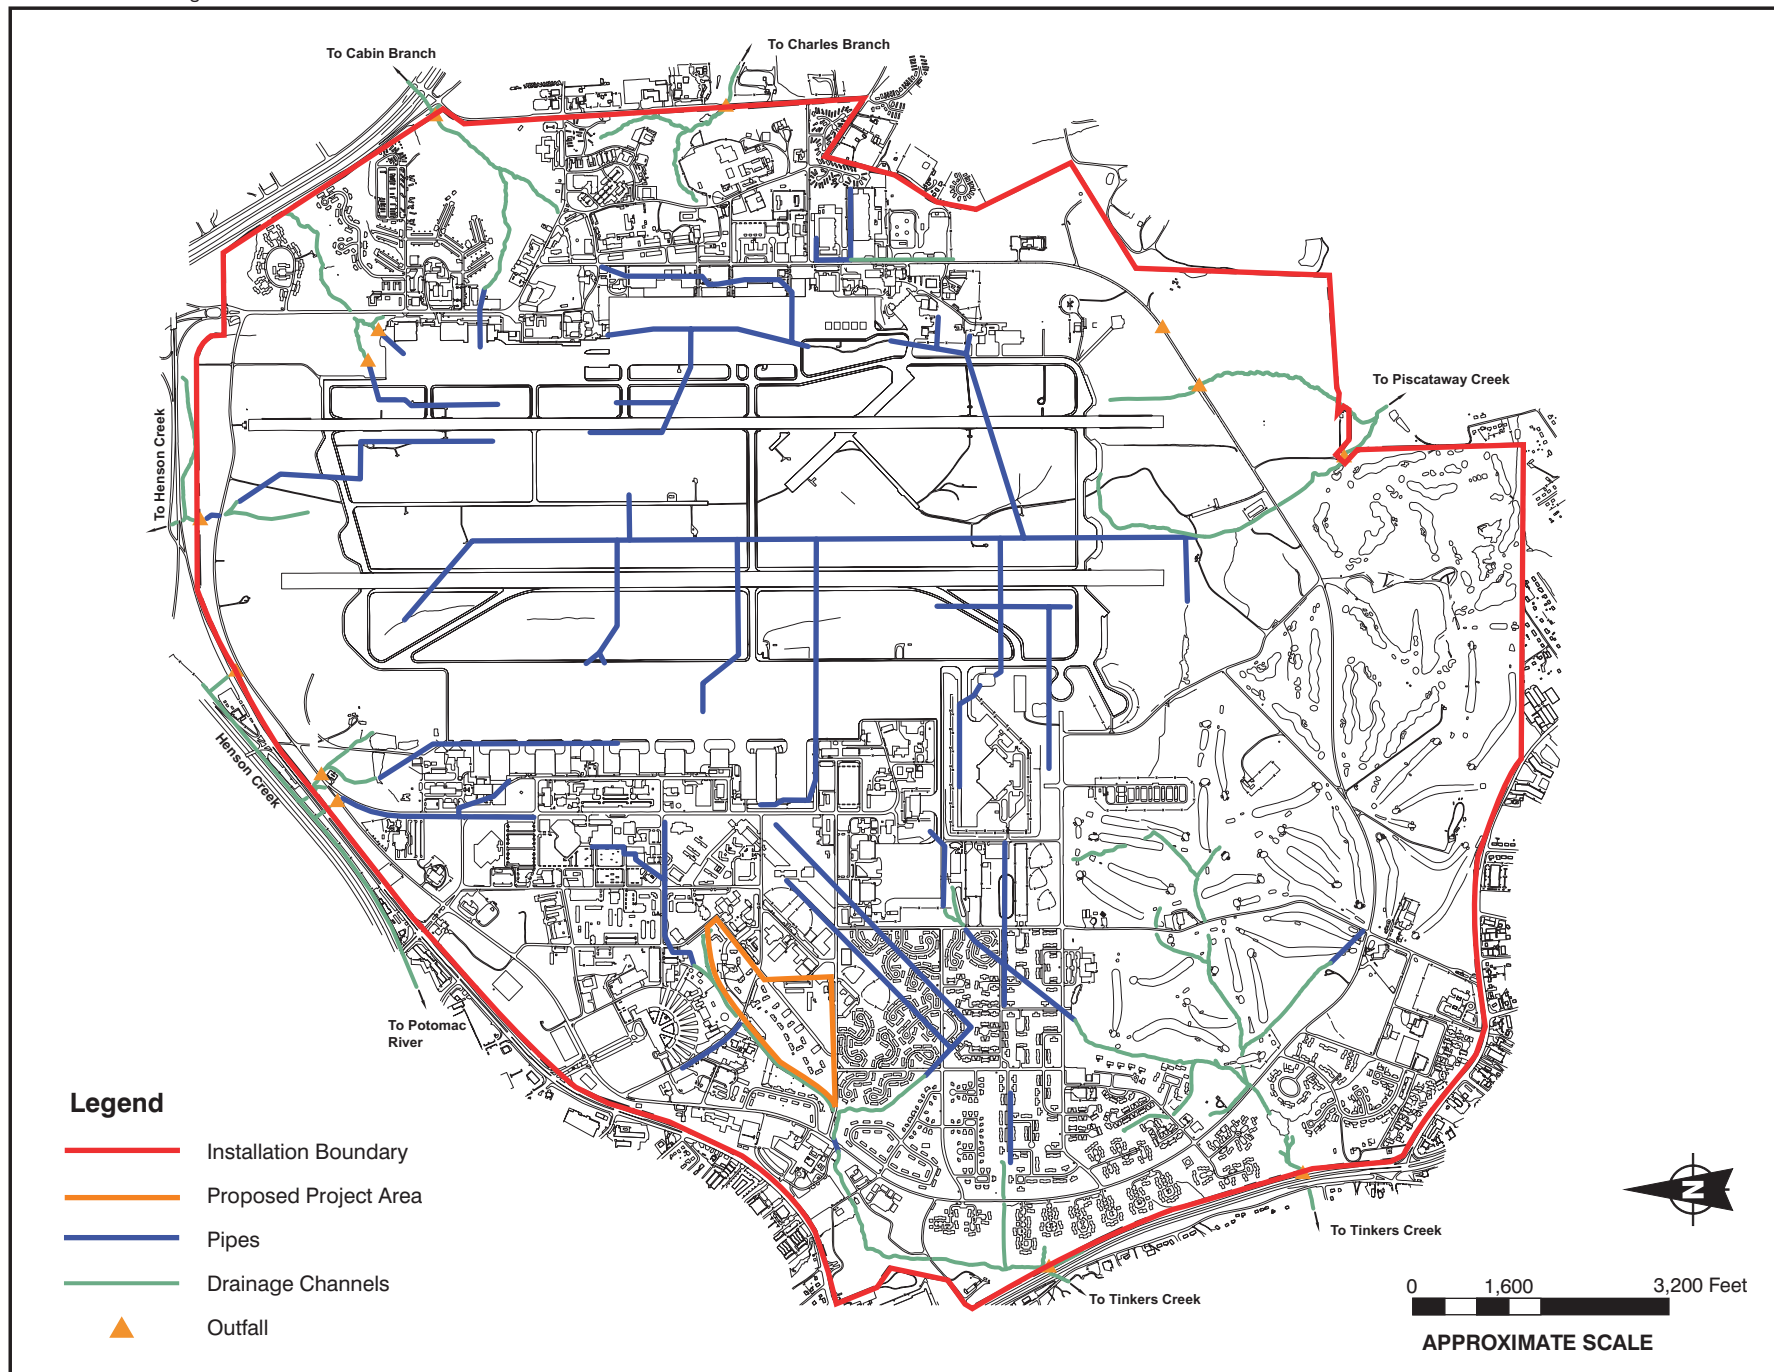 To Cabin Branch
To Charles Branch
To Piscataway Creek
To Henson Creek
Henson Creek
To Potomac
River
Legend
Installation Boundary
Proposed Project Area
Pipes
Drainage Channels
Outfall
To Tinkers Creek
To Tinkers Creek
N
0 1,600 3,200 Feet
APPROXIMATE SCALE